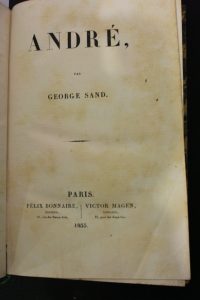 ANDRÉ,
PAR
GEORGE SAND.
PARIS.
FÉLIX BONNAIRE, VICTOR MAGEN,
1835.